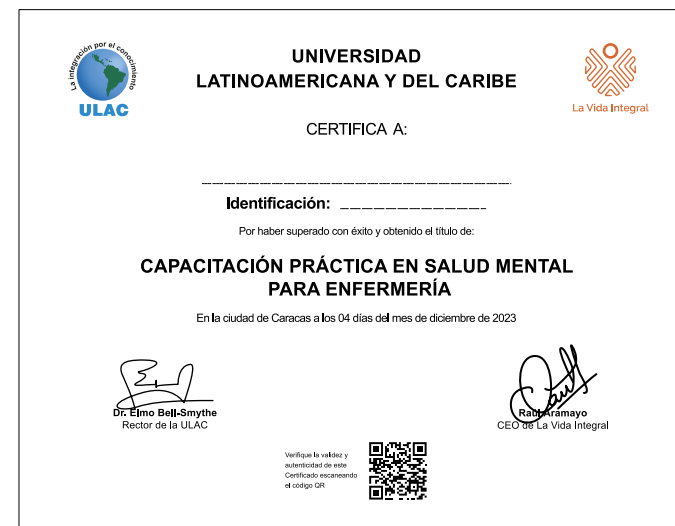 La integración por el conocimiento
ULAC
UNIVERSIDAD
LATINOAMERICANA Y DEL CARIBE
La Vida Integral
CERTIFICA A:
Identificación:
Por haber superado con éxito y obtenido el título de:
CAPACITACIÓN PRÁCTICA EN SALUD MENTAL
PARA ENFERMERÍA
En la ciudad de Caracas a los 04 días del mes de diciembre de 2023
Dr. Elmo Bell-Smythe
Rector de la ULAC
Raúl Aramayo
CEO de La Vida Integral
Verifique la validez y
autenticidad de este
Certificado escaneando
el código QR